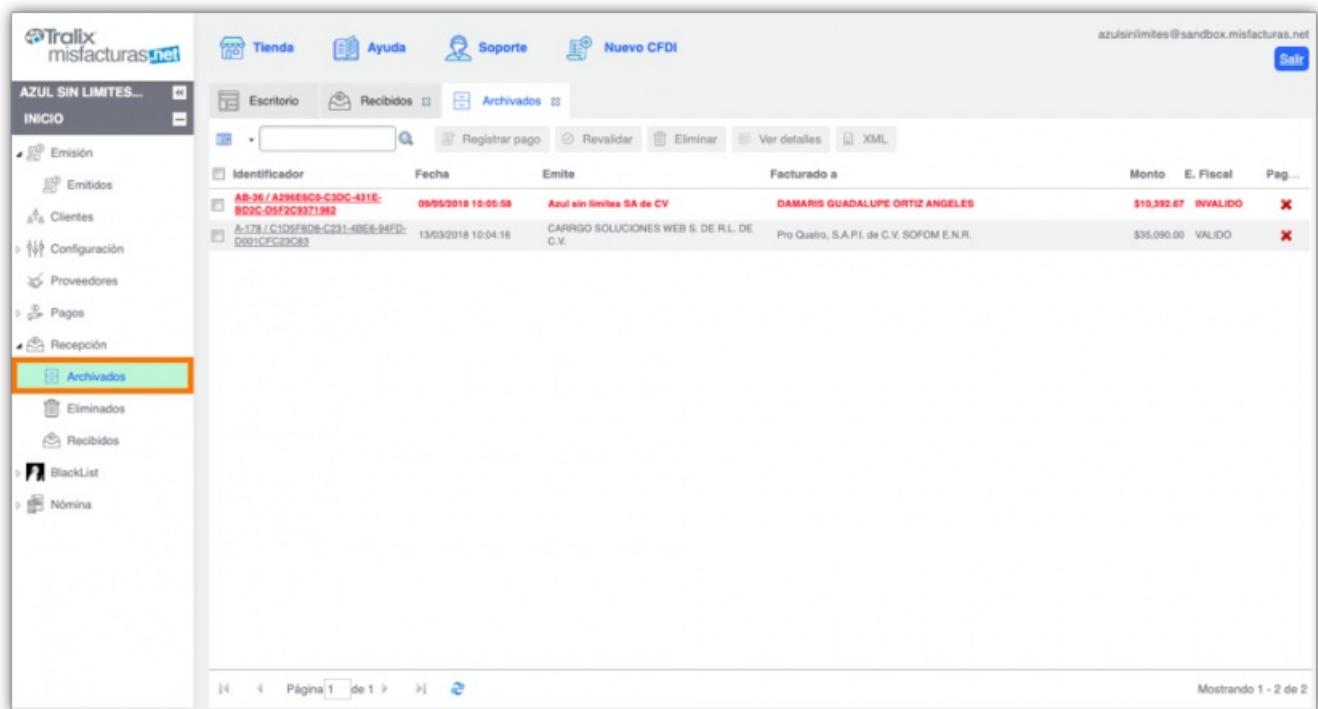 Tralix
misfacturas.net
Tienda
Ayuda
Soporte
Nuevo CFDI
azulsinlimites@sandbox.misfacturas.net
Salir
AZUL SIN LIMITES...
INICIO
Emisión
Emitidos
Clientes
Configuración
Proveedores
Pagos
Recepción
Archivados
Eliminados
Recibidos
BlackList
Nómina
Escritorio
Recibidos
Archivados
Registrar pago
Revalidar
Eliminar
Ver detalles
XML
Identificador Fecha Emite Facturado a Monto E. Fiscal Pag...
AB-36 / A296E6C0-C3DC-431E-
BD2C-D5F2C9371982
09/05/2018 10:05:58 Azul sin limites SA de CV DAMARIS GUADALUPE ORTIZ ANGELES $10,392.67 INVALIDO
A-178 / C1D5F8D8-C231-4BE6-94FD-
D001CFC23C83
13/03/2018 10:04:16 CARRGO SOLUCIONES WEB S. DE R.L. DE
C.V.
Pro Quatro, S.A.P.I. de C.V. SOFOM E.N.R. $35,090.00 VALIDO
Página 1 de 1
Mostrando 1 - 2 de 2